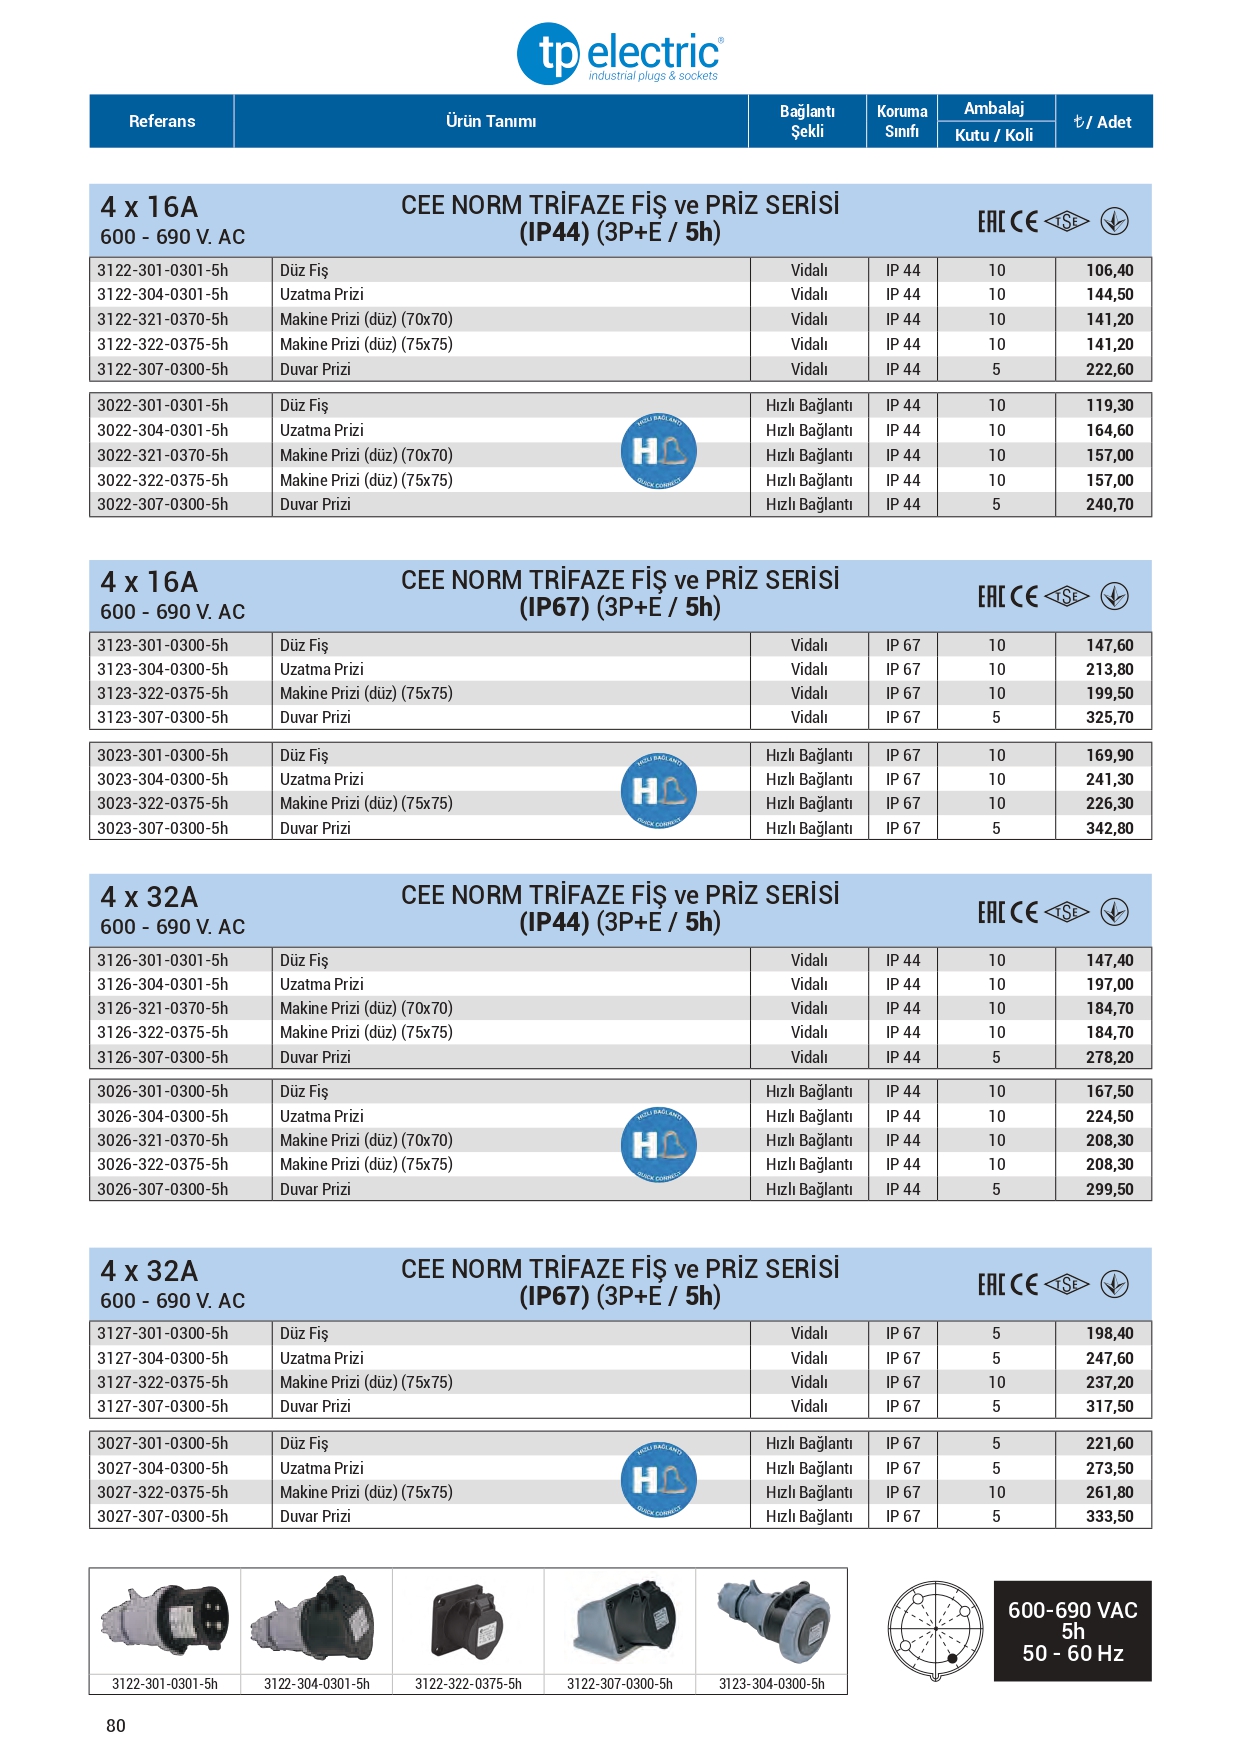 tp electric®
industrial plugs & sockets
Referans Ürün Tanımı Bağlantı Şekli Koruma Sınıfı Ambalaj Kutu / Koli ₺/ Adet
4 x 16A
600 - 690 V. AC
CEE NORM TRİFAZE FİŞ ve PRİZ SERİSİ
(IP44) (3P+E / 5h)
EAC CE TSE
3122-301-0301-5h Düz Fiş Vidalı IP 44 10 106,40
3122-304-0301-5h Uzatma Prizi Vidalı IP 44 10 144,50
3122-321-0370-5h Makine Prizi (düz) (70x70) Vidalı IP 44 10 141,20
3122-322-0375-5h Makine Prizi (düz) (75x75) Vidalı IP 44 10 141,20
3122-307-0300-5h Duvar Prizi Vidalı IP 44 5 222,60
3022-301-0301-5h Düz Fiş Hızlı Bağlantı IP 44 10 119,30
3022-304-0301-5h Uzatma Prizi Hızlı Bağlantı IP 44 10 164,60
3022-321-0370-5h Makine Prizi (düz) (70x70) Hızlı Bağlantı IP 44 10 157,00
3022-322-0375-5h Makine Prizi (düz) (75x75) Hızlı Bağlantı IP 44 10 157,00
3022-307-0300-5h Duvar Prizi Hızlı Bağlantı IP 44 5 240,70
HIZLI BAĞLANTI
HB
QUICK CONNECT
4 x 16A
600 - 690 V. AC
CEE NORM TRİFAZE FİŞ ve PRİZ SERİSİ
(IP67) (3P+E / 5h)
EAC CE TSE
3123-301-0300-5h Düz Fiş Vidalı IP 67 10 147,60
3123-304-0300-5h Uzatma Prizi Vidalı IP 67 10 213,80
3123-322-0375-5h Makine Prizi (düz) (75x75) Vidalı IP 67 10 199,50
3123-307-0300-5h Duvar Prizi Vidalı IP 67 5 325,70
3023-301-0300-5h Düz Fiş Hızlı Bağlantı IP 67 10 169,90
3023-304-0300-5h Uzatma Prizi Hızlı Bağlantı IP 67 10 241,30
3023-322-0375-5h Makine Prizi (düz) (75x75) Hızlı Bağlantı IP 67 10 226,30
3023-307-0300-5h Duvar Prizi Hızlı Bağlantı IP 67 5 342,80
HIZLI BAĞLANTI
HB
QUICK CONNECT
4 x 32A
600 - 690 V. AC
CEE NORM TRİFAZE FİŞ ve PRİZ SERİSİ
(IP44) (3P+E / 5h)
EAC CE TSE
3126-301-0301-5h Düz Fiş Vidalı IP 44 10 147,40
3126-304-0301-5h Uzatma Prizi Vidalı IP 44 10 197,00
3126-321-0370-5h Makine Prizi (düz) (70x70) Vidalı IP 44 10 184,70
3126-322-0375-5h Makine Prizi (düz) (75x75) Vidalı IP 44 10 184,70
3126-307-0300-5h Duvar Prizi Vidalı IP 44 5 278,20
3026-301-0300-5h Düz Fiş Hızlı Bağlantı IP 44 10 167,50
3026-304-0300-5h Uzatma Prizi Hızlı Bağlantı IP 44 10 224,50
3026-321-0370-5h Makine Prizi (düz) (70x70) Hızlı Bağlantı IP 44 10 208,30
3026-322-0375-5h Makine Prizi (düz) (75x75) Hızlı Bağlantı IP 44 10 208,30
3026-307-0300-5h Duvar Prizi Hızlı Bağlantı IP 44 5 299,50
HIZLI BAĞLANTI
HB
QUICK CONNECT
4 x 32A
600 - 690 V. AC
CEE NORM TRİFAZE FİŞ ve PRİZ SERİSİ
(IP67) (3P+E / 5h)
EAC CE TSE
3127-301-0300-5h Düz Fiş Vidalı IP 67 5 198,40
3127-304-0300-5h Uzatma Prizi Vidalı IP 67 5 247,60
3127-322-0375-5h Makine Prizi (düz) (75x75) Vidalı IP 67 10 237,20
3127-307-0300-5h Duvar Prizi Vidalı IP 67 5 317,50
3027-301-0300-5h Düz Fiş Hızlı Bağlantı IP 67 5 221,60
3027-304-0300-5h Uzatma Prizi Hızlı Bağlantı IP 67 5 273,50
3027-322-0375-5h Makine Prizi (düz) (75x75) Hızlı Bağlantı IP 67 10 261,80
3027-307-0300-5h Duvar Prizi Hızlı Bağlantı IP 67 5 333,50
HIZLI BAĞLANTI
HB
QUICK CONNECT
3122-301-0301-5h 3122-304-0301-5h 3122-322-0375-5h 3122-307-0300-5h 3123-304-0300-5h
600-690 VAC
5h
50 - 60 Hz
80